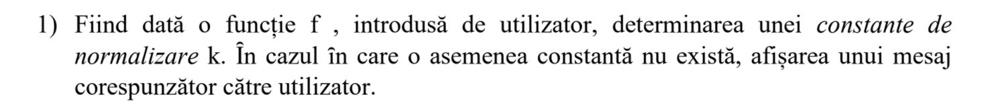 1) Fiind dată o funcție f , introdusă de utilizator, determinarea unei constante de
normalizare k. În cazul în care o asemenea constantă nu există, afișarea unui mesaj
corespunzător către utilizator.